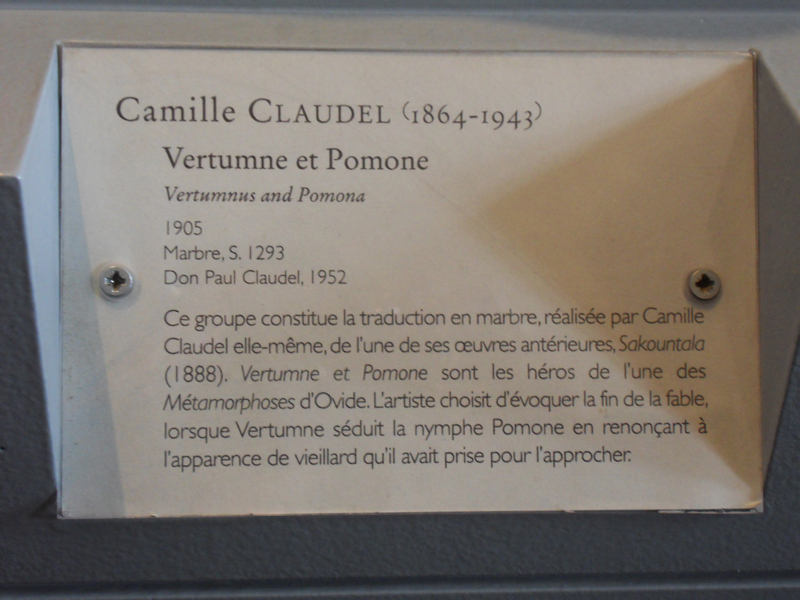 Camille CLAUDEL (1864-1943)
Vertumne et Pomone
Vertumnus and Pomona
1905
Marbre, S. 1293
Don Paul Claudel, 1952
Ce groupe constitue la traduction en marbre, réalisée par Camille
Claudel elle-même, de l'une de ses œuvres antérieures, Sakountala
(1888). Vertumne et Pomone sont les héros de l'une des
Métamorphoses d'Ovide. L'artiste choisit d'évoquer la fin de la fable,
lorsque Vertumne séduit la nymphe Pomone en renonçant à
l'apparence de vieillard qu'il avait prise pour l'approcher.